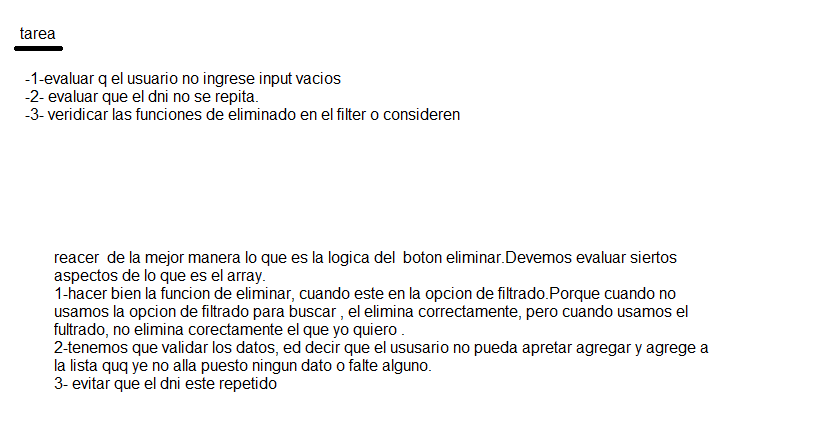 tarea
-1-evaluar q el usuario no ingrese input vacios
-2- evaluar que el dni no se repita.
-3- veridicar las funciones de eliminado en el filter o consideren
reacer  de la mejor manera lo que es la logica del  boton eliminar.Devemos evaluar siertos
aspectos de lo que es el array.
1-hacer bien la funcion de eliminar, cuando este en la opcion de filtrado.Porque cuando no
usamos la opcion de filtrado para buscar , el elimina correctamente, pero cuando usamos el
fultrado, no elimina corectamente el que yo quiero .
2-tenemos que validar los datos, ed decir que el ususario no pueda apretar agregar y agrege a
la lista quq ye no alla puesto ningun dato o falte alguno.
3- evitar que el dni este repetido